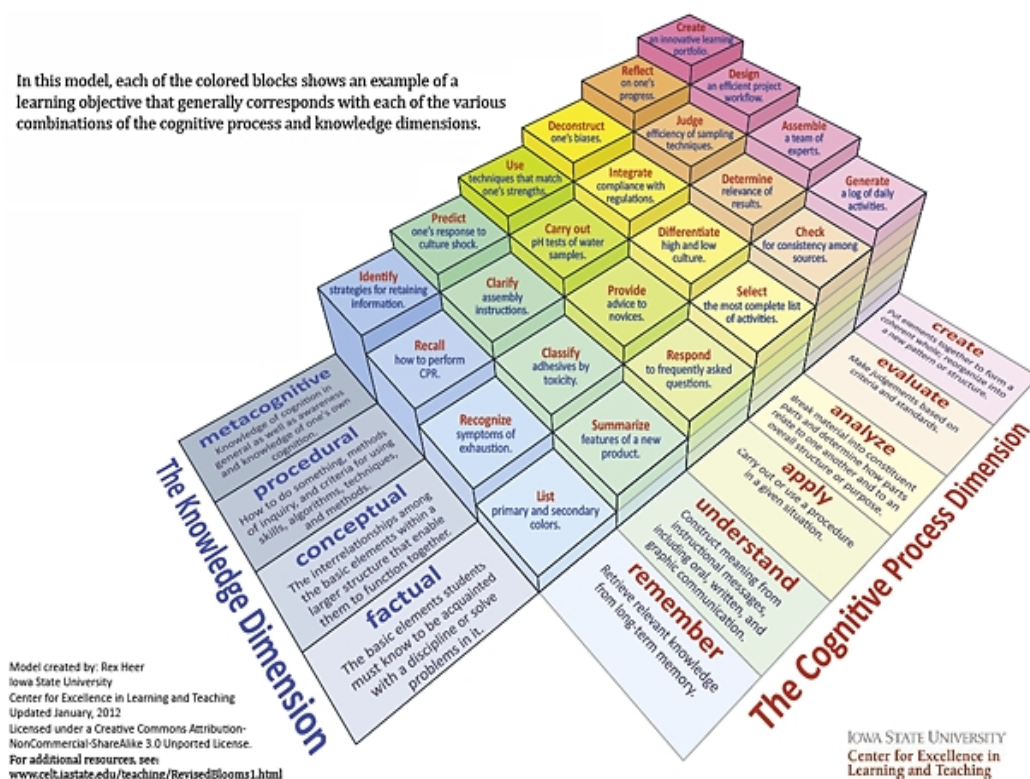 In this model, each of the colored blocks shows an example of a
learning objective that generally corresponds with each of the various
combinations of the cognitive process and knowledge dimensions.
Create
an innovative learning
portfolio.
Reflect
on one's
progress.
Design
an efficient project
workflow.
Deconstruct
one's biases.
Judge
efficiency of sampling
techniques.
Assemble
a team of
experts.
Use
techniques that match
one's strengths.
Integrate
compliance with
regulations.
Determine
relevance of
results.
Generate
a log of daily
activities.
Predict
one's response to
culture shock.
Carry out
pH tests of water
samples.
Differentiate
high and low
culture.
Check
for consistency among
sources.
Identify
strategies for retaining
information.
Clarify
assembly
instructions.
Provide
advice to
novices.
Select
the most complete list
of activities.
Recall
how to perform
CPR.
Classify
adhesives by
toxicity.
Respond
to frequently asked
questions.
Recognize
symptoms of
exhaustion.
Summarize
features of a new
product.
List
primary and secondary
colors.
The Knowledge Dimension
metacognitive
Knowledge of cognition in
general as well as awareness
and knowledge of one's own
cognition.
procedural
How to do something, methods
of inquiry, and criteria for using
skills, algorithms, techniques,
and methods.
conceptual
The interrelationships among
the basic elements within a
larger structure that enable
them to function together.
factual
The basic elements students
must know to be acquainted
with a discipline or solve
problems in it.
The Cognitive Process Dimension
create
Put elements together to form a
coherent whole; reorganize into
a new pattern or structure.
evaluate
Make judgements based on
criteria and standards.
analyze
Break material into constituent
parts and determine how parts
relate to one another and to an
overall structure or purpose.
apply
Carry out or use a procedure
in a given situation.
understand
Construct meaning from
instructional messages,
including oral, written, and
graphic communication.
remember
Retrieve relevant knowledge
from long-term memory.
Model created by: Rex Heer
Iowa State University
Center for Excellence in Learning and Teaching
Updated January, 2012
Licensed under a Creative Commons Attribution-
NonCommercial-ShareAlike 3.0 Unported License.
For additional resources, see:
www.celt.iastate.edu/teaching/RevisedBlooms1.html
IOWA STATE UNIVERSITY
Center for Excellence in
Learning and Teaching